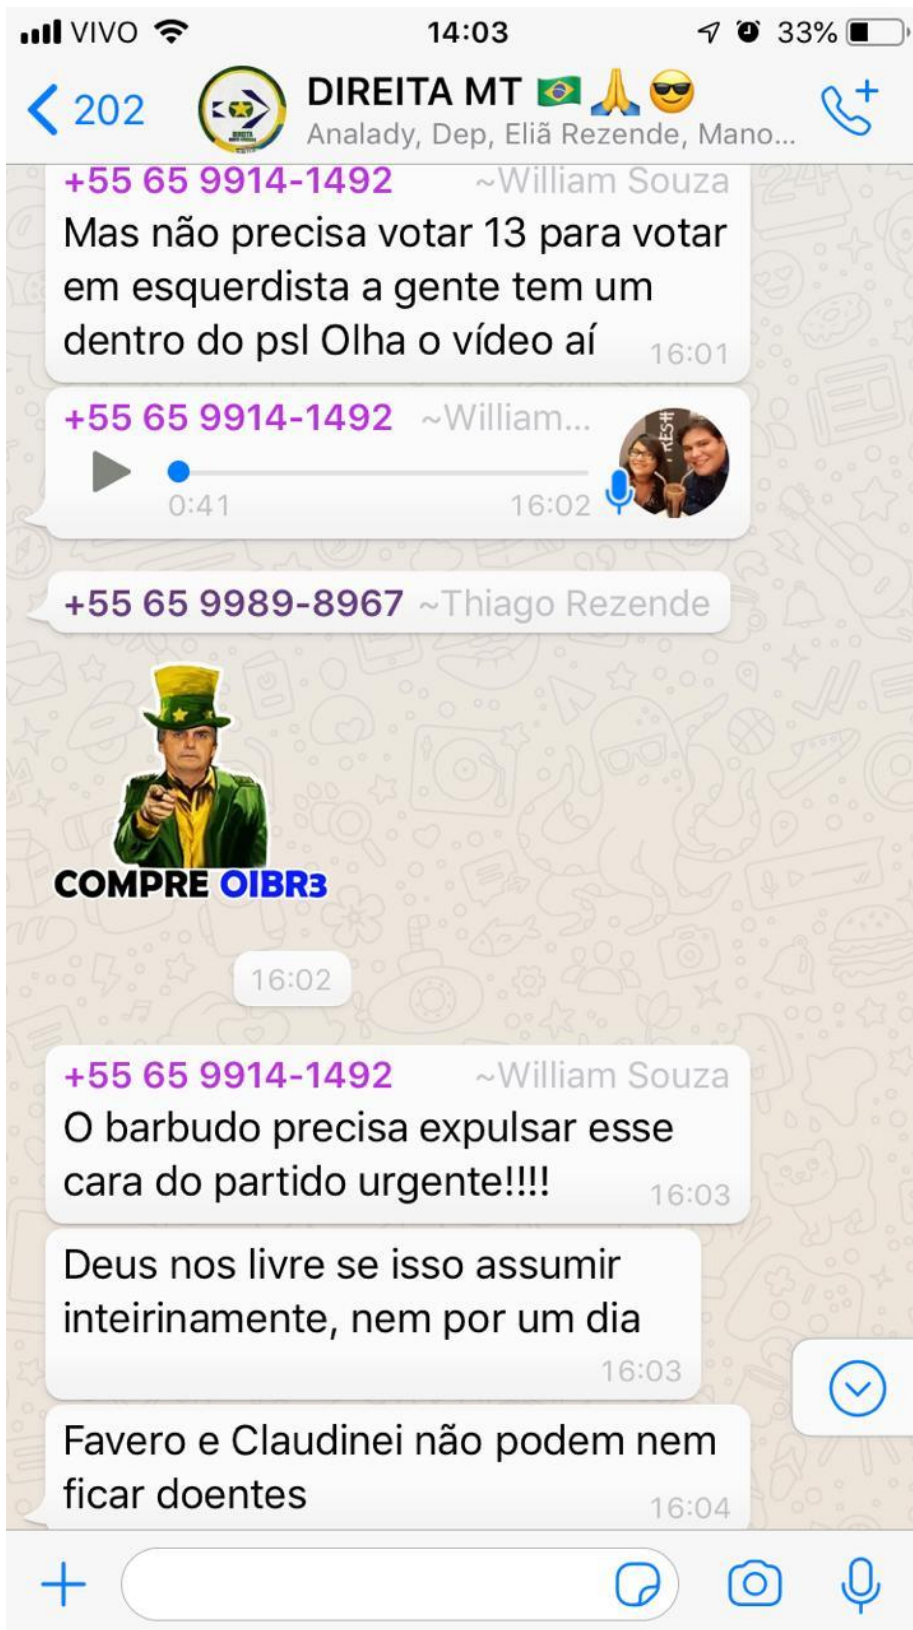 VIVO 14:03 33%
202 DIREITA MT 🇧🇷🙏😎
Analady, Dep, Eliã Rezende, Mano...
+55 65 9914-1492 ~William Souza
Mas não precisa votar 13 para votar
em esquerdista a gente tem um
dentro do psl Olha o vídeo aí 16:01
+55 65 9914-1492 ~William...
0:41 16:02
+55 65 9989-8967 ~Thiago Rezende
COMPRE OIBR3
16:02
+55 65 9914-1492 ~William Souza
O barbudo precisa expulsar esse
cara do partido urgente!!!! 16:03
Deus nos livre se isso assumir
inteirinamente, nem por um dia
16:03
Favero e Claudinei não podem nem
ficar doentes 16:04